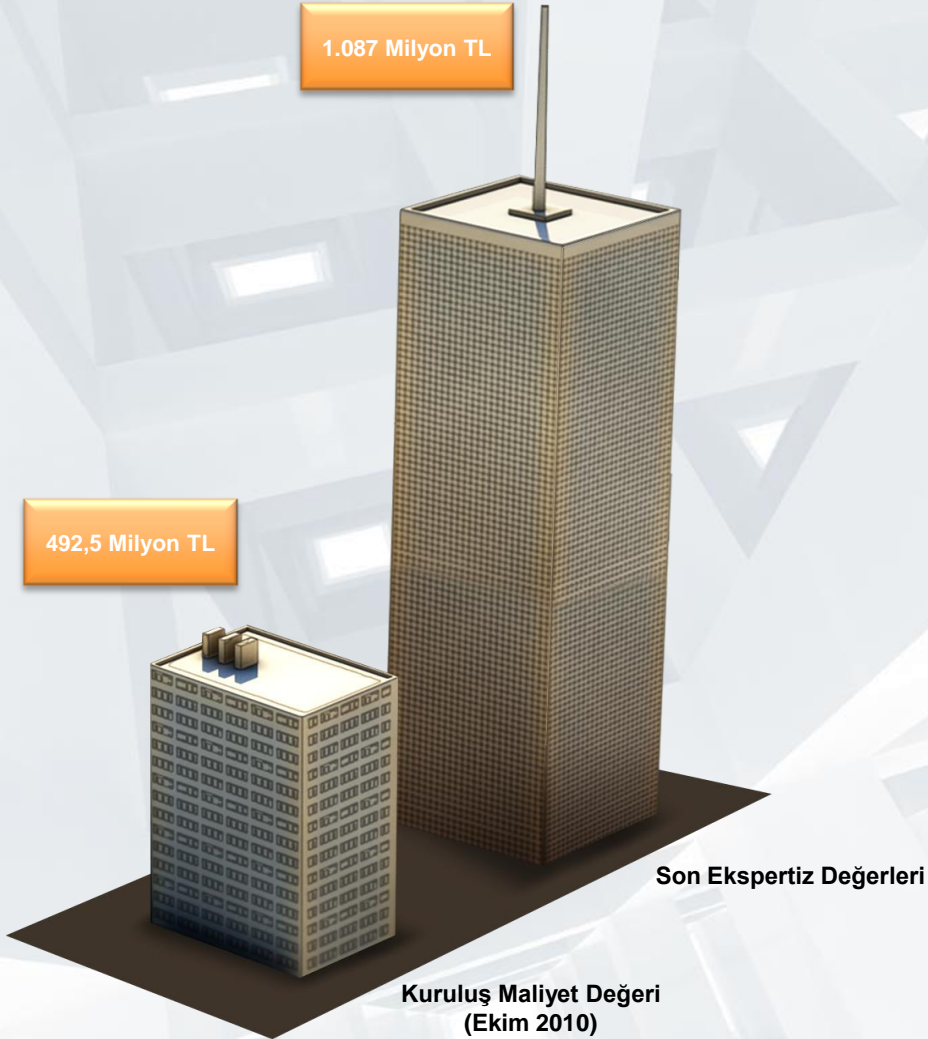 1.087 Milyon TL
492,5 Milyon TL
Son Ekspertiz Değerleri
Kuruluş Maliyet Değeri
(Ekim 2010)